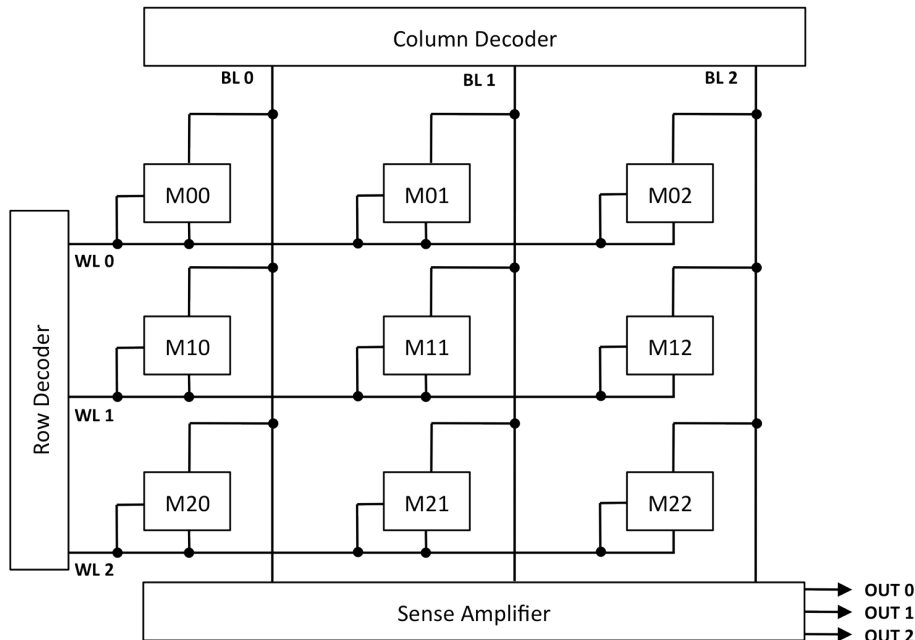 Column Decoder
BL 0
BL 1
BL 2
M00
M01
M02
WL 0
Row Decoder
M10
M11
M12
WL 1
M20
M21
M22
WL 2
Sense Amplifier
OUT 0
OUT 1
OUT 2